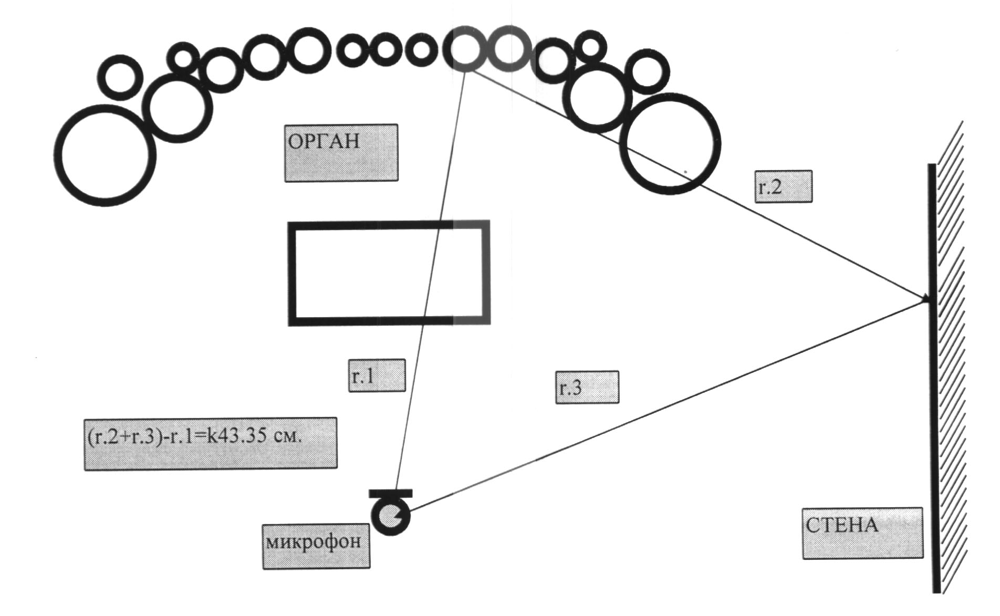 ОРГАН
r.2
r.1
r.3
(r.2+r.3)-r.1=k43.35 см.
СТЕНА
микрофон